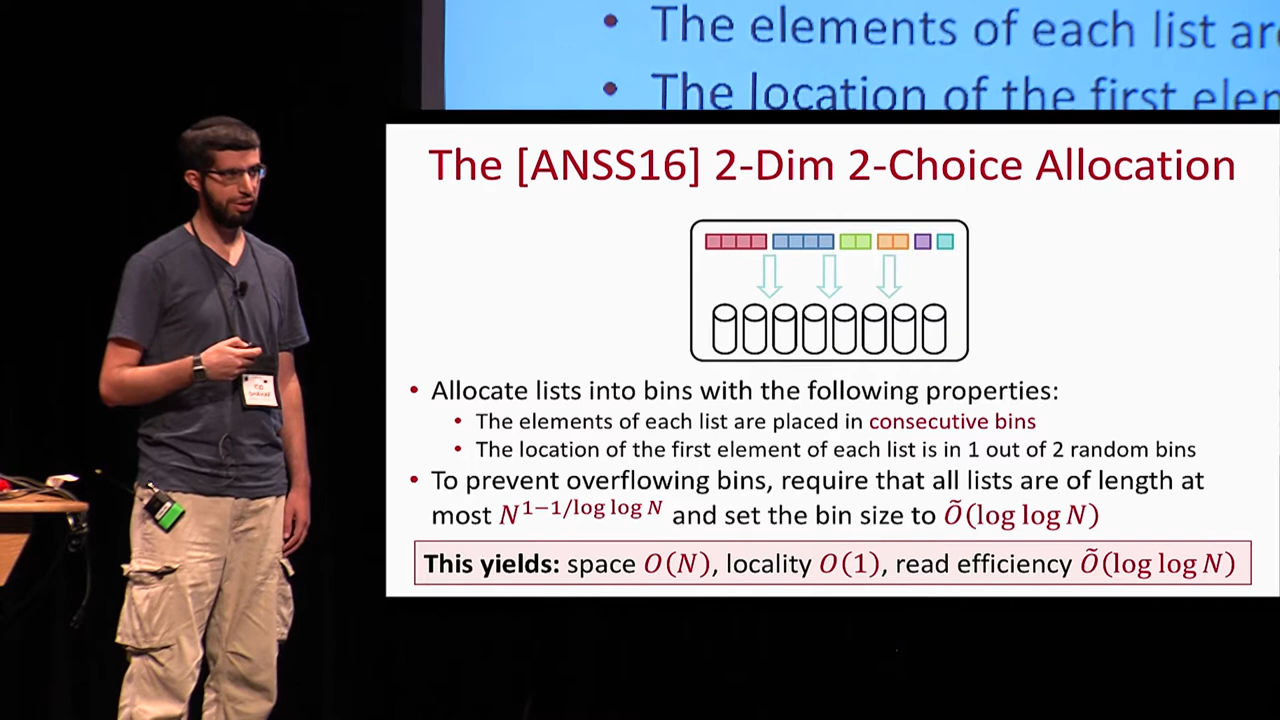 • The elements of each list are
• The location of the first elem
The [ANSS16] 2-Dim 2-Choice Allocation
• Allocate lists into bins with the following properties:
• The elements of each list are placed in consecutive bins
• The location of the first element of each list is in 1 out of 2 random bins
• To prevent overflowing bins, require that all lists are of length at
most N^{1−1/log log N} and set the bin size to Õ(log log N)
This yields: space O(N), locality O(1), read efficiency Õ(log log N)